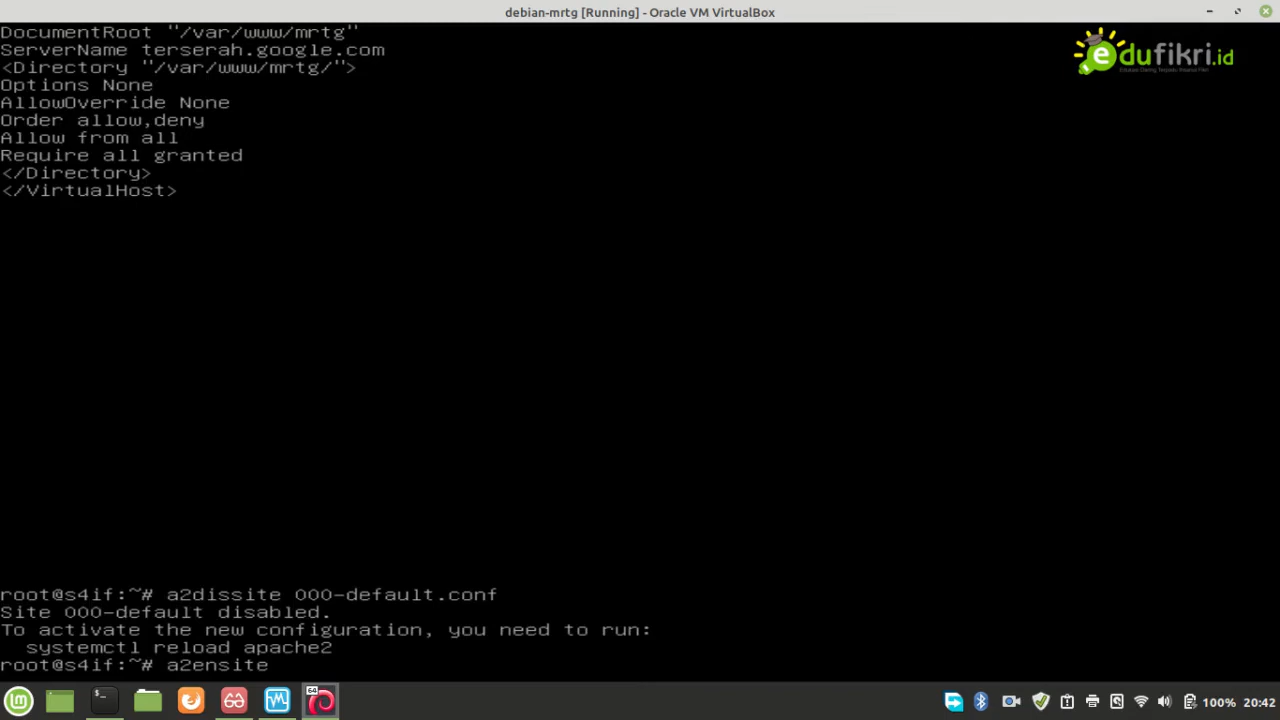 debian-mrtg [Running] - Oracle VM VirtualBox
DocumentRoot "/var/www/mrtg"
ServerName terserah.google.com
<Directory "/var/www/mrtg/">
Options None
AllowOverride None
Order allow,deny
Allow from all
Require all granted
</Directory>
</VirtualHost>
edufikri.id
root@s4if:~# a2dissite 000-default.conf
Site 000-default disabled.
To activate the new configuration, you need to run:
  systemctl reload apache2
root@s4if:~# a2ensite
64
100% 20:42